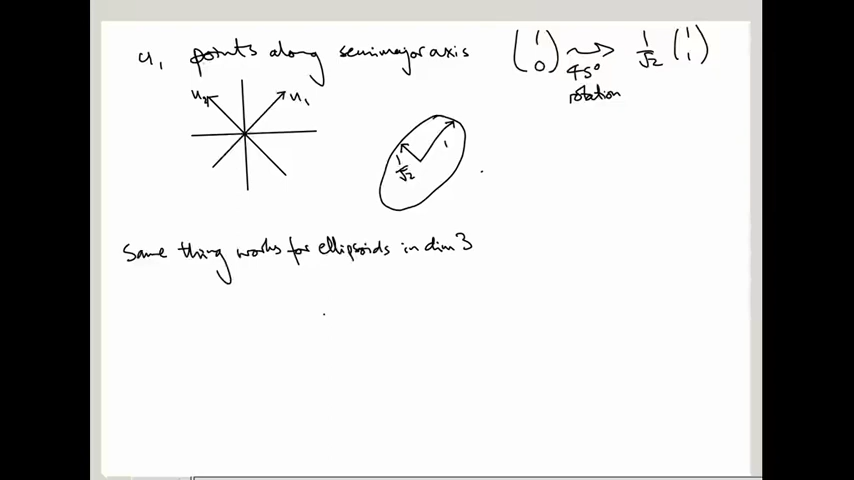 u₁ points along semimajor axis
(1 0) ⇝ 1/√2 (1 1)
45°
rotation
u₂ u₁
1
1/√2
Same thing works for ellipsoids in dim 3